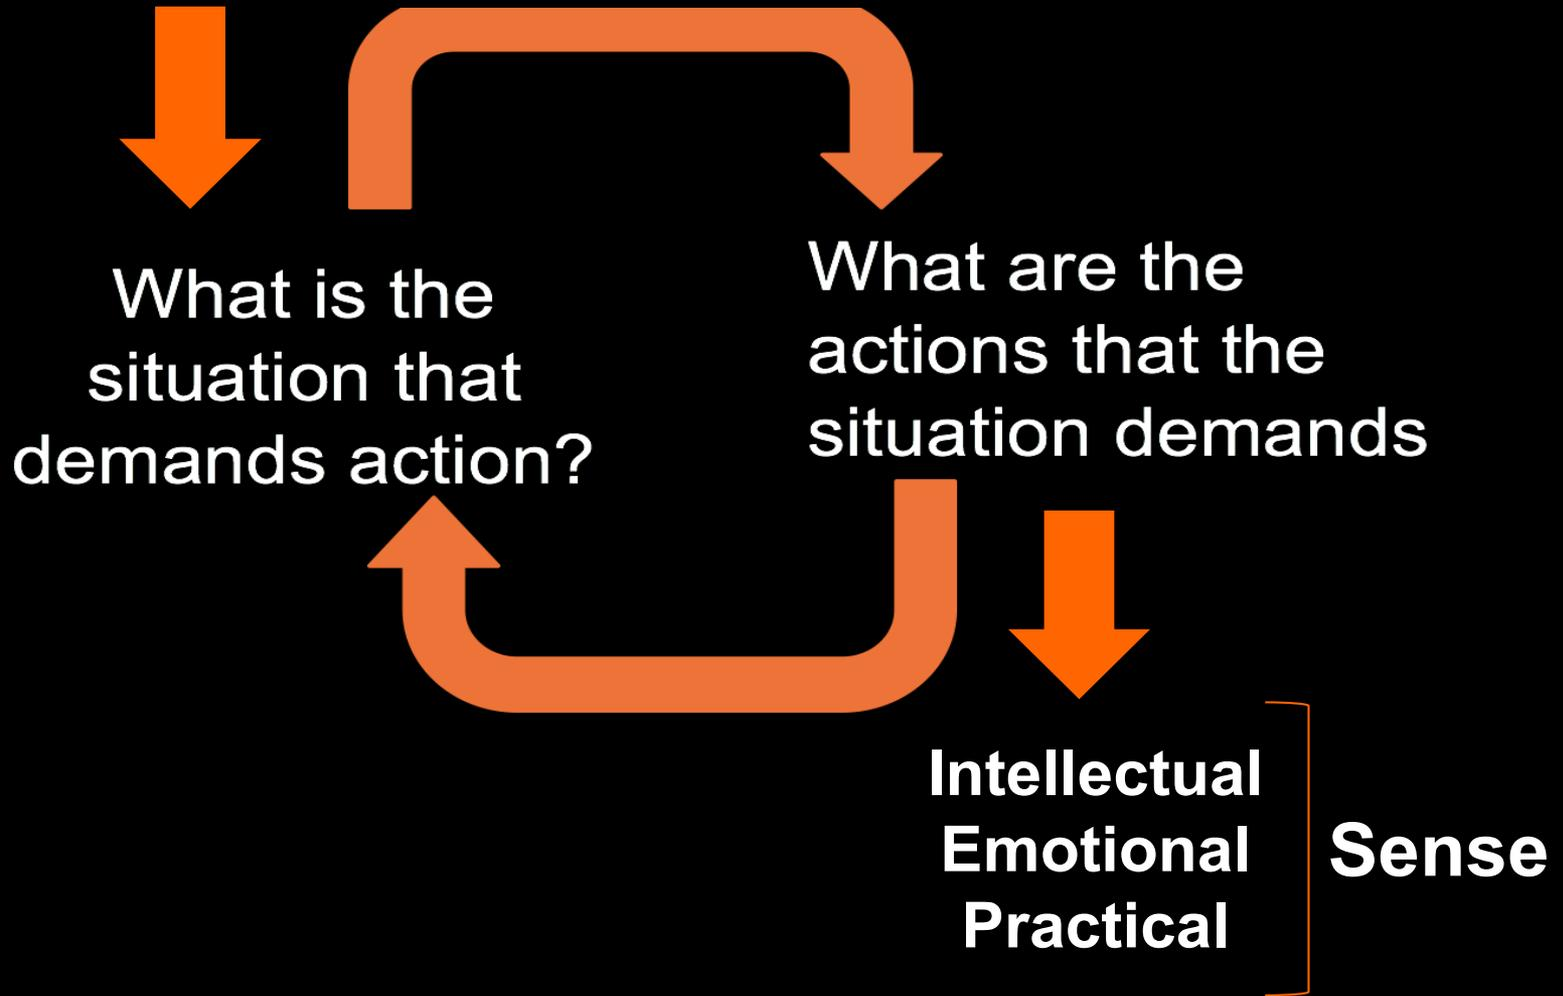 What is the
situation that
demands action?
What are the
actions that the
situation demands
Intellectual
Emotional
Practical
Sense